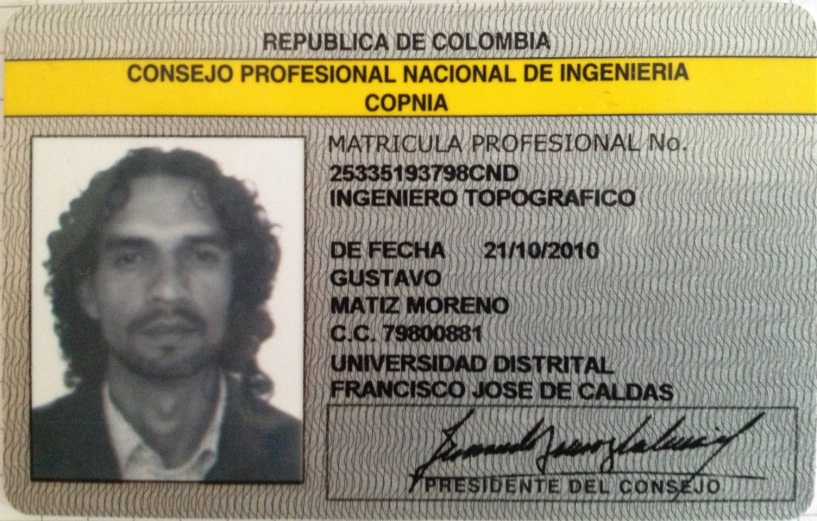 REPUBLICA DE COLOMBIA
CONSEJO PROFESIONAL NACIONAL DE INGENIERIA
COPNIA
MATRICULA PROFESIONAL No.
25335193798CND
INGENIERO TOPOGRAFICO
DE FECHA 21/10/2010
GUSTAVO
MATIZ MORENO
C.C. 79800881
UNIVERSIDAD DISTRITAL
FRANCISCO JOSE DE CALDAS
PRESIDENTE DEL CONSEJO